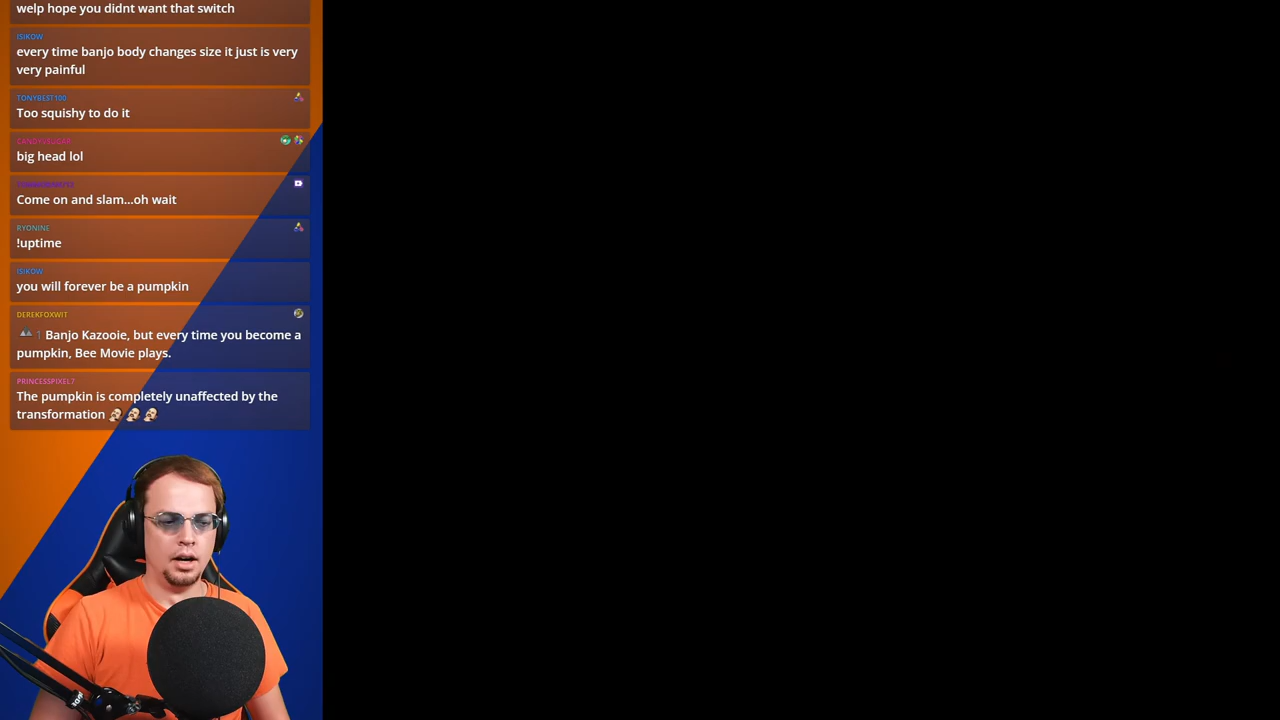 welp hope you didnt want that switch
ISIKOW
every time banjo body changes size it just is very
very painful
TONYBEST100
Too squishy to do it
big head lol
Come on and slam...oh wait
RYONINE
!uptime
ISIKOW
you will forever be a pumpkin
DEREKFOXWIT
1 Banjo Kazooie, but every time you become a
pumpkin, Bee Movie plays.
PRINCESSPIXEL7
The pumpkin is completely unaffected by the
transformation